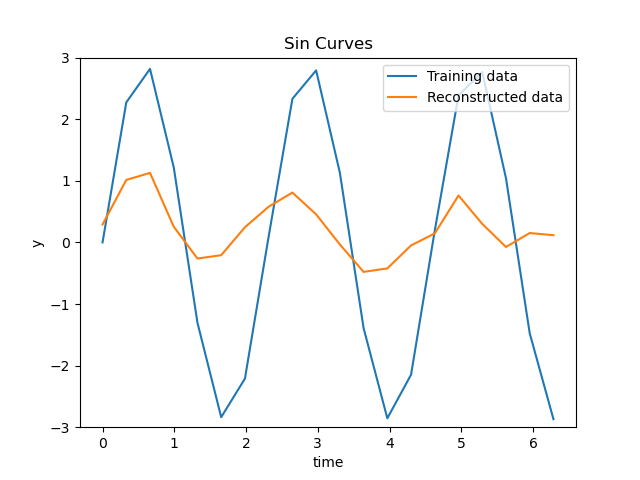 Sin Curves
Training data
Reconstructed data
3
2
1
0
−1
−2
−3
y
0
1
2
3
4
5
6
time